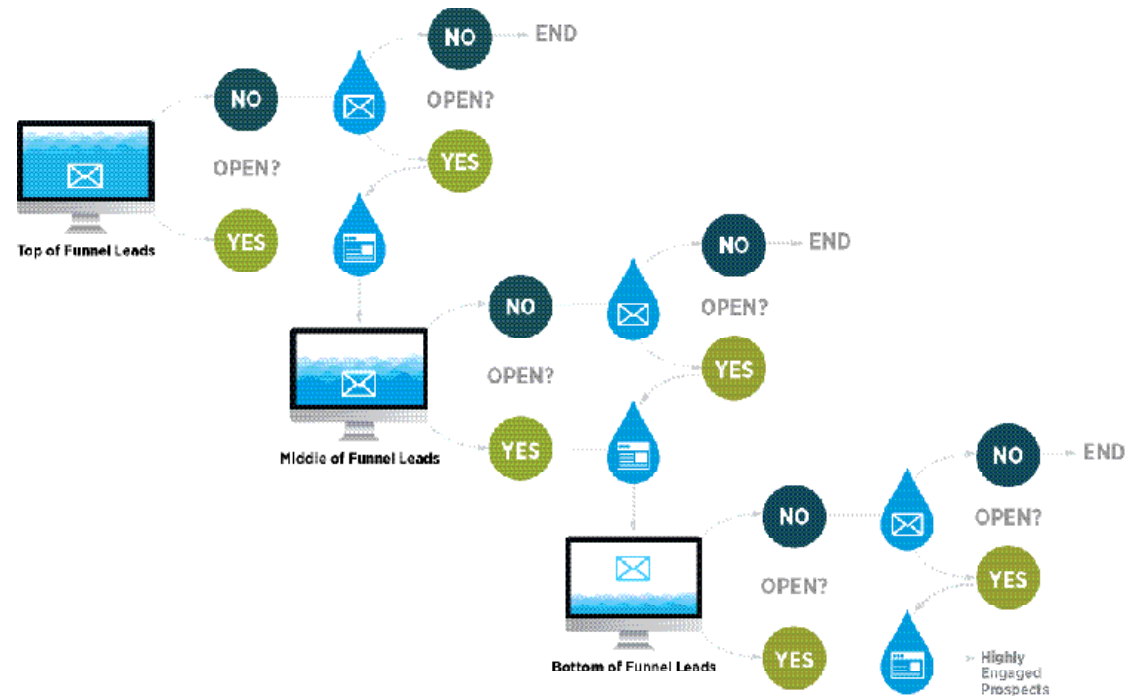 NO
END
NO
OPEN?
OPEN?
YES
YES
Top of Funnel Leads
NO
END
NO
OPEN?
OPEN?
YES
YES
Middle of Funnel Leads
NO
END
NO
OPEN?
OPEN?
YES
YES
Bottom of Funnel Leads
Highly
Engaged
Prospects